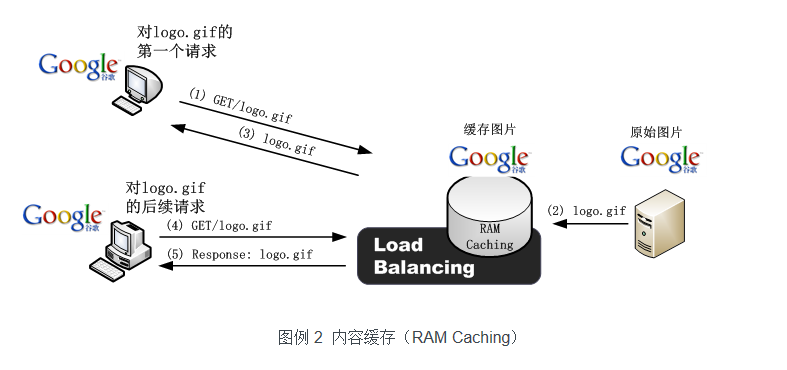 对logo.gif的
第一个请求
Google
谷歌
(1) GET/logo.gif
(3) logo.gif
缓存图片
Google
谷歌
原始图片
Google
谷歌
对logo.gif
的后续请求
Google
谷歌
(4) GET/logo.gif
(5) Response: logo.gif
(2) logo.gif
RAM
Caching
Load
Balancing
图例 2 内容缓存（RAM Caching）